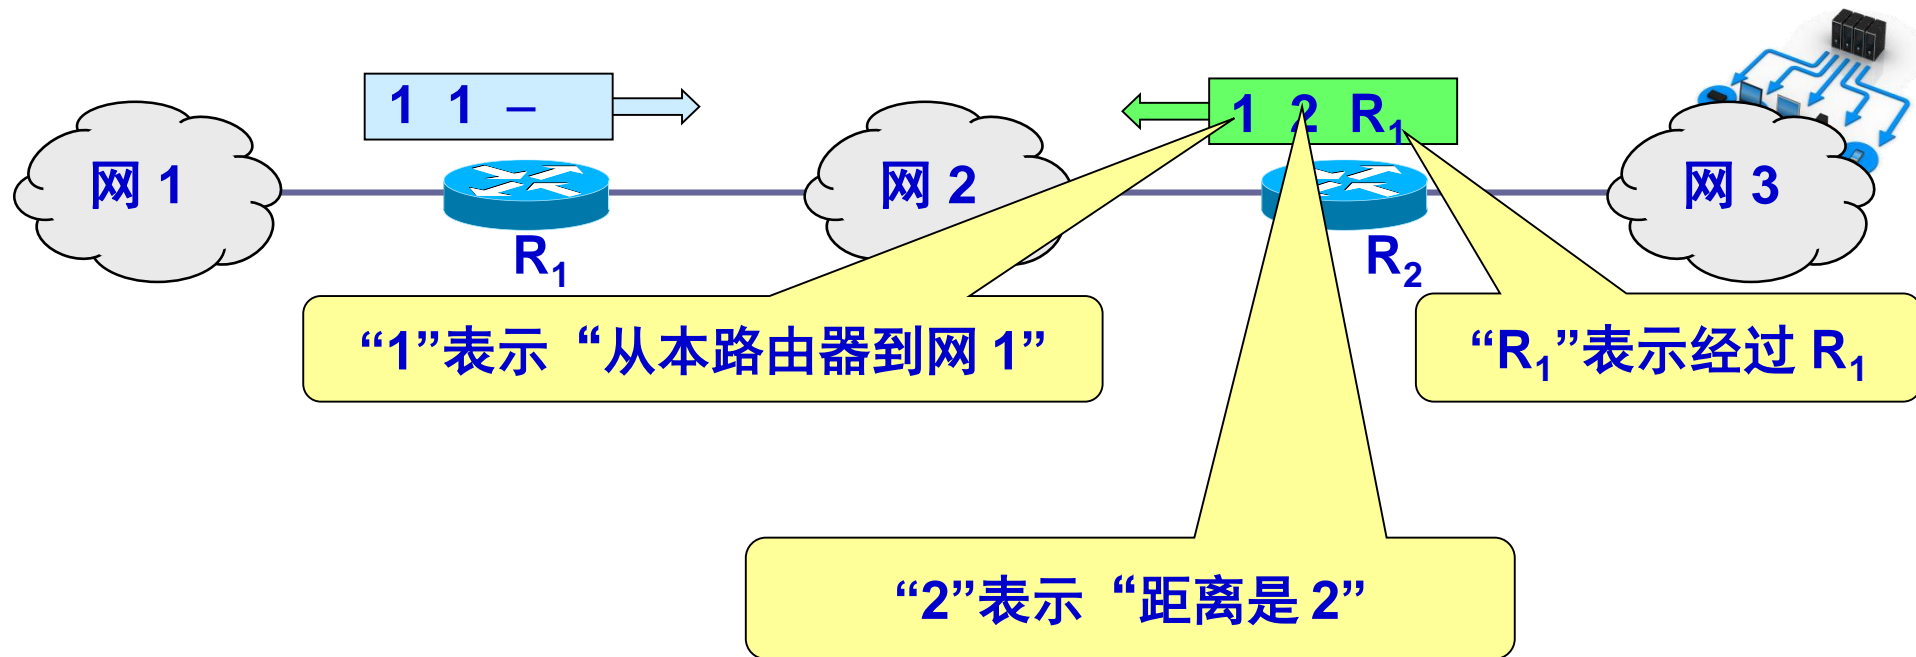 1 1 –
1 2 R₁
网 1
网 2
网 3
R₁
R₂
“1”表示“从本路由器到网 1”
“R₁”表示经过 R₁
“2”表示“距离是 2”